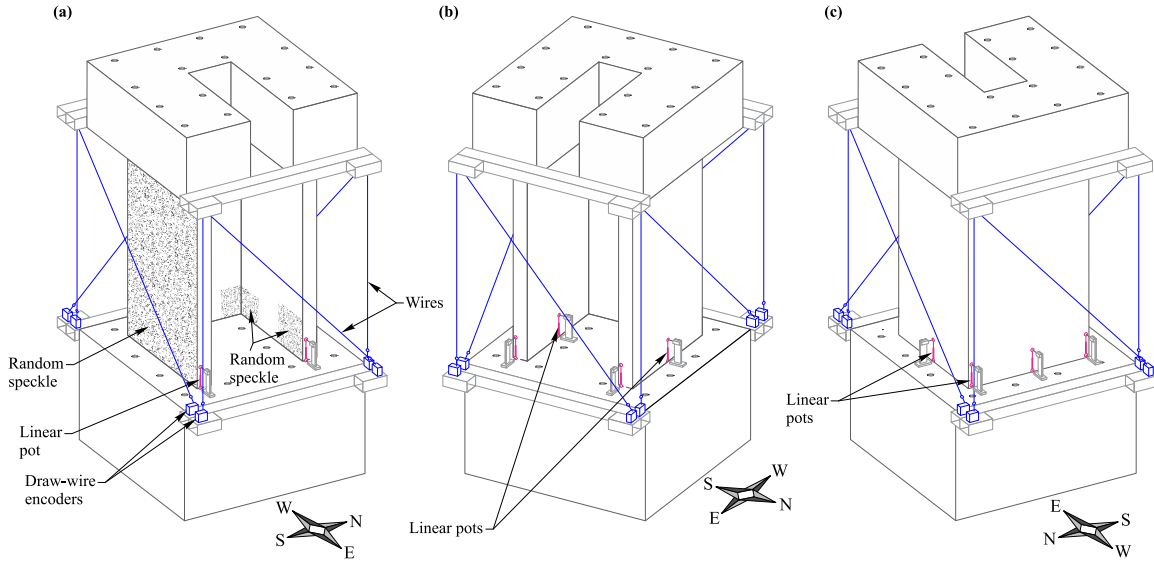 (a)
(b)
(c)
Wires
Random
speckle
Random
speckle
Linear
pot
Draw-wire
encoders
W
N
S
E
Linear pots
W
S
N
E
Linear
pots
E
S
N
W